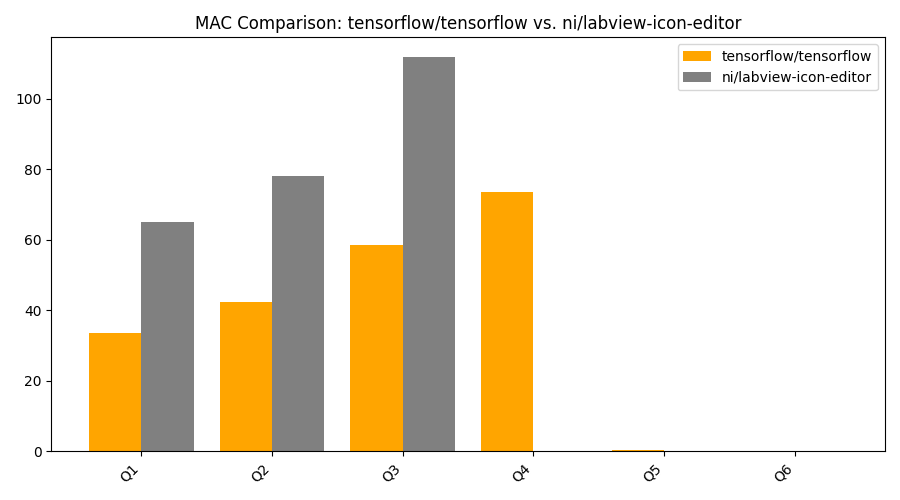 MAC Comparison: tensorflow/tensorflow vs. ni/labview-icon-editor
tensorflow/tensorflow
ni/labview-icon-editor
100
80
60
40
20
0
Q1
Q2
Q3
Q4
Q5
Q6